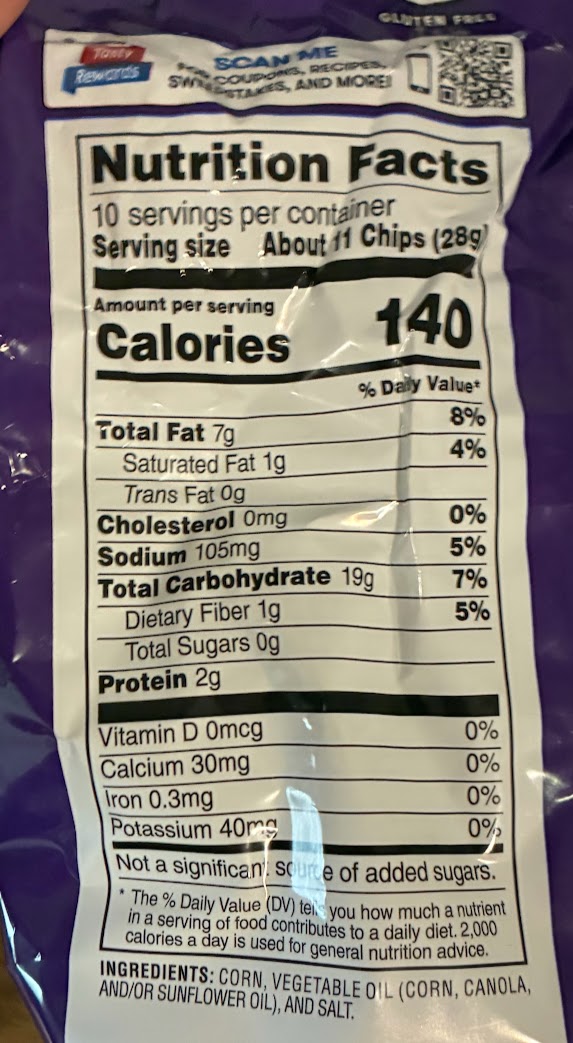 GLUTEN FREE
Tasty
Rewards
SCAN ME
COUPONS, RECIPES,
AND MORE!
Nutrition Facts
10 servings per container
Serving size About 11 Chips (28g)
Amount per serving
Calories 140
% Daily Value*
Total Fat 7g 8%
Saturated Fat 1g 4%
Trans Fat 0g
Cholesterol 0mg 0%
Sodium 105mg 5%
Total Carbohydrate 19g 7%
Dietary Fiber 1g 5%
Total Sugars 0g
Protein 2g
Vitamin D 0mcg 0%
Calcium 30mg 0%
Iron 0.3mg 0%
Potassium 40mg 0%
Not a significant source of added sugars.
* The % Daily Value (DV) tells you how much a nutrient
in a serving of food contributes to a daily diet. 2,000
calories a day is used for general nutrition advice.
INGREDIENTS: CORN, VEGETABLE OIL (CORN, CANOLA,
AND/OR SUNFLOWER OIL), AND SALT.